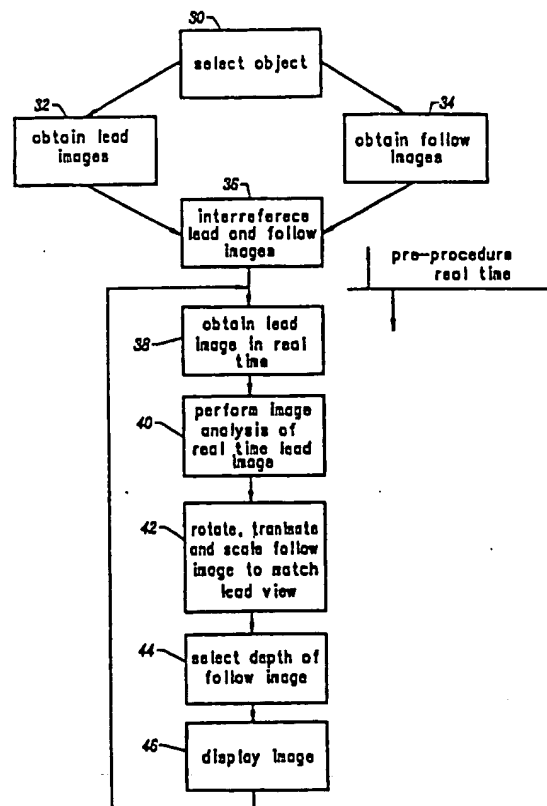 30
select object
32
obtain lead
images
34
obtain follow
images
36
interreferece
lead and follow
images
pre-procedure
real time
38
obtain lead
image in real
time
40
perform image
analysis of
real time lead
image
42
rotate, tranmate
and scale follow
image to match
lead view
44
select depth of
follow image
46
display image